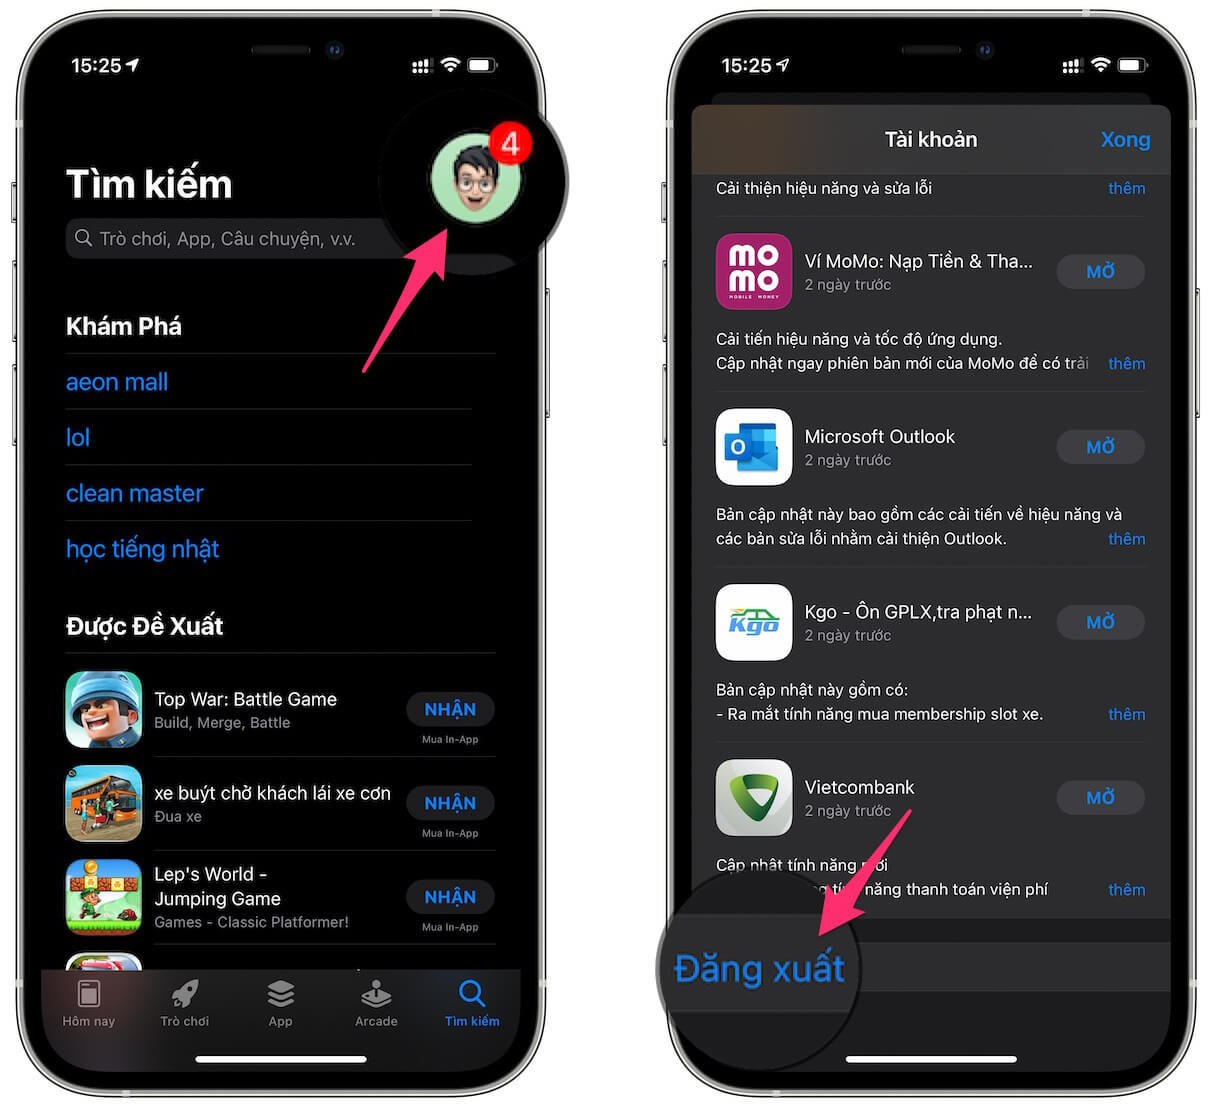 15:25
4
Tìm kiếm
Trò chơi, App, Câu chuyện, v.v.
Khám Phá
aeon mall
lol
clean master
học tiếng nhật
Được Đề Xuất
Top War: Battle Game
Build, Merge, Battle
NHẬN
Mua In-App
xe buýt chở khách lái xe cơn
Đua xe
NHẬN
Mua In-App
Lep's World -
Jumping Game
Games - Classic Platformer!
NHẬN
Mua In-App
Hôm nay
Trò chơi
App
Arcade
Tìm kiếm
15:25
Tài khoản
Xong
Cải thiện hiệu năng và sửa lỗi
thêm
MOMO
MOBILE MONEY
Ví MoMo: Nạp Tiền & Tha...
2 ngày trước
MỞ
Cải tiến hiệu năng và tốc độ ứng dụng.
Cập nhật ngay phiên bản mới của MoMo để có trải
thêm
Microsoft Outlook
2 ngày trước
MỞ
Bản cập nhật này bao gồm các cải tiến về hiệu năng và
các bản sửa lỗi nhằm cải thiện Outlook.
thêm
Kgo
Kgo - Ôn GPLX,tra phạt n...
2 ngày trước
MỞ
Bản cập nhật này gồm có:
- Ra mắt tính năng mua membership slot xe.
thêm
Vietcombank
2 ngày trước
MỞ
Cập nhật tính năng mới
năng thanh toán viện phí
thêm
Đăng xuất